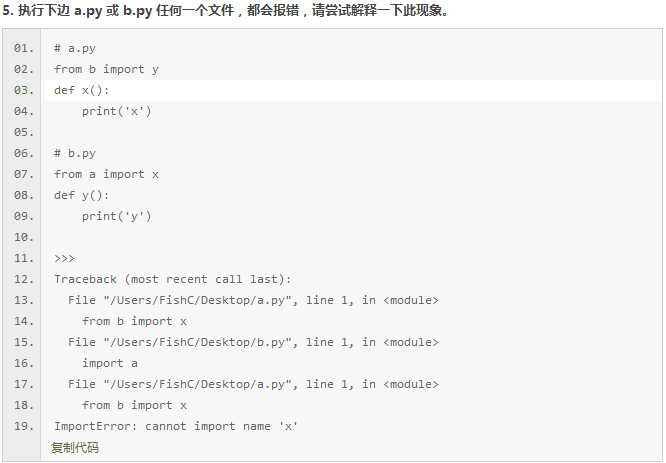 5. 执行下边 a.py 或 b.py 任何一个文件，都会报错，请尝试解释一下此现象。
01. # a.py
02. from b import y
03. def x():
04.     print('x')
05.
06. # b.py
07. from a import x
08. def y():
09.     print('y')
10.
11. >>>
12. Traceback (most recent call last):
13.   File "/Users/FishC/Desktop/a.py", line 1, in <module>
14.     from b import x
15.   File "/Users/FishC/Desktop/b.py", line 1, in <module>
16.     import a
17.   File "/Users/FishC/Desktop/a.py", line 1, in <module>
18.     from b import x
19. ImportError: cannot import name 'x'
复制代码